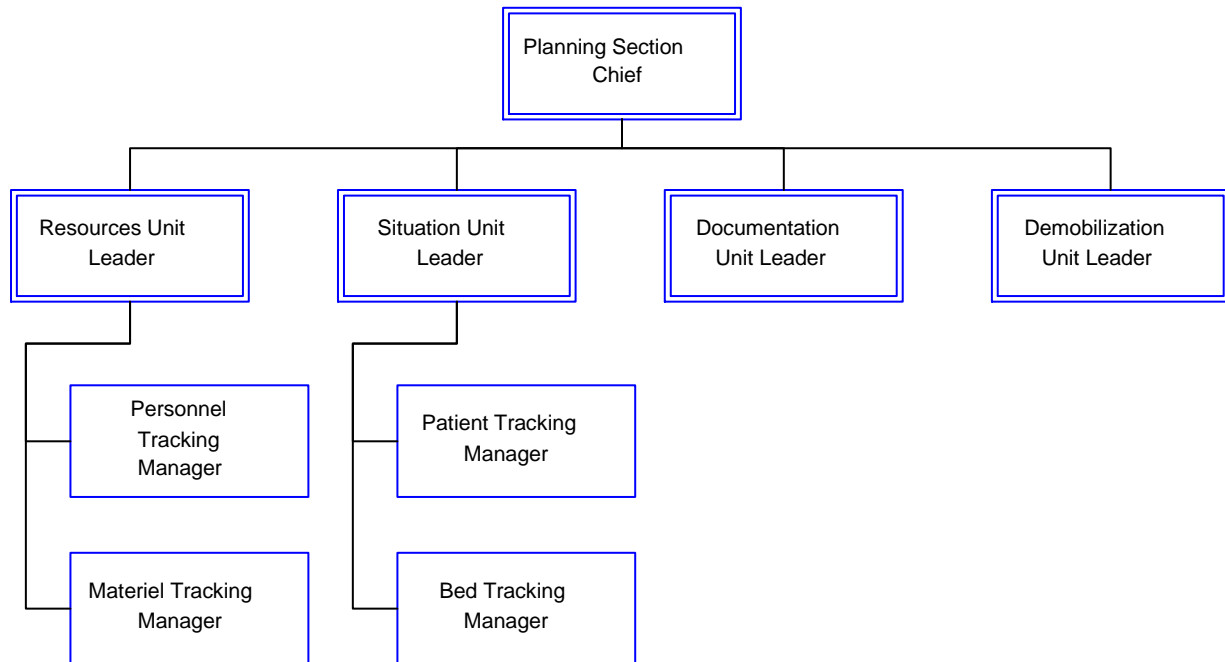 Planning Section
Chief
Resources Unit
Leader
Situation Unit
Leader
Documentation
Unit Leader
Demobilization
Unit Leader
Personnel
Tracking
Manager
Patient Tracking
Manager
Materiel Tracking
Manager
Bed Tracking
Manager